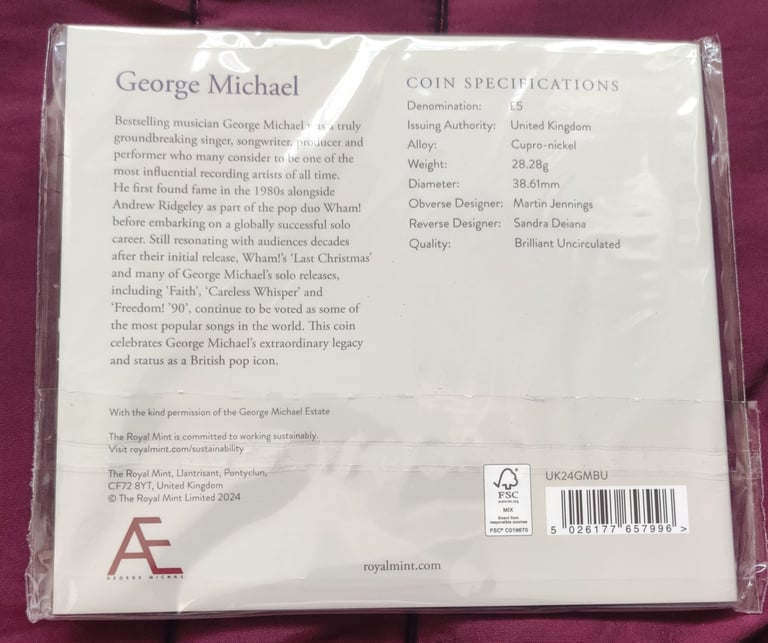 George Michael
Bestselling musician George Michael was a truly
groundbreaking singer, songwriter, producer and
performer who many consider to be one of the
most influential recording artists of all time.
He first found fame in the 1980s alongside
Andrew Ridgeley as part of the pop duo Wham!
before embarking on a globally successful solo
career. Still resonating with audiences decades
after their initial release, Wham!'s 'Last Christmas'
and many of George Michael's solo releases,
including 'Faith', 'Careless Whisper' and
'Freedom! '90', continue to be voted as some of
the most popular songs in the world. This coin
celebrates George Michael's extraordinary legacy
and status as a British pop icon.
COIN SPECIFICATIONS
Denomination: £5
Issuing Authority: United Kingdom
Alloy: Cupro-nickel
Weight: 28.28g
Diameter: 38.61mm
Obverse Designer: Martin Jennings
Reverse Designer: Sandra Deiana
Quality: Brilliant Uncirculated
With the kind permission of the George Michael Estate
The Royal Mint is committed to working sustainably.
Visit royalmint.com/sustainability
The Royal Mint, Llantrisant, Pontyclun,
CF72 8YT, United Kingdom
© The Royal Mint Limited 2024
GEORGE MICHAEL
royalmint.com
FSC
www.fsc.org
MIX
Board from
responsible sources
FSC® C019870
UK24GMBU
5 026177 657996 >